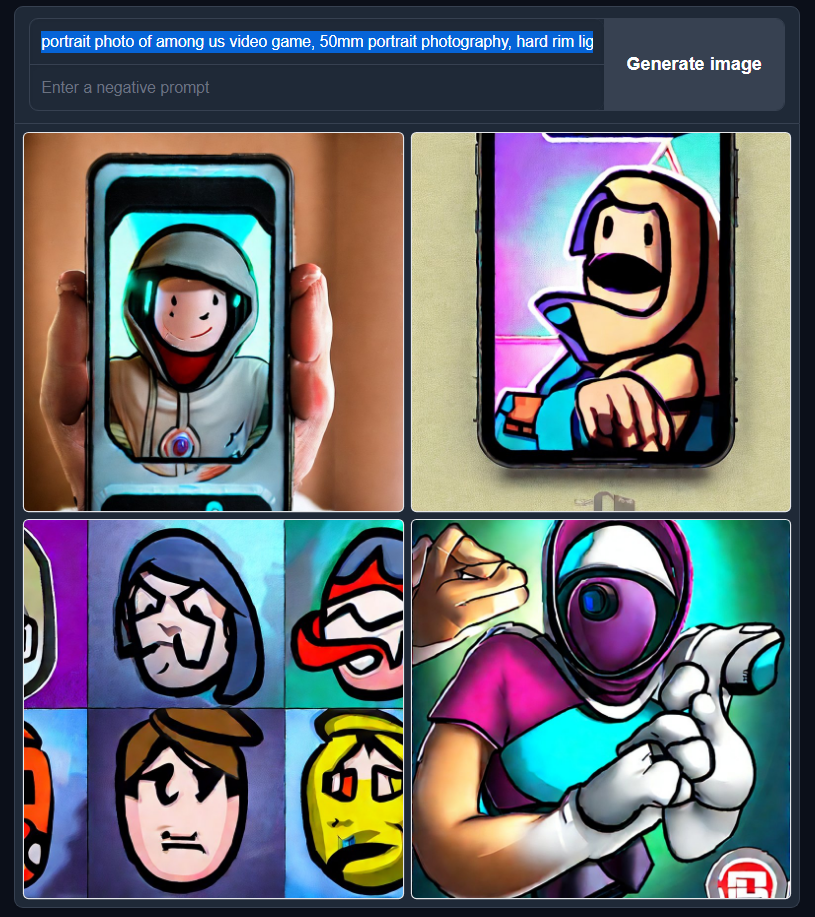 portrait photo of among us video game, 50mm portrait photography, hard rim lig
Enter a negative prompt
Generate image